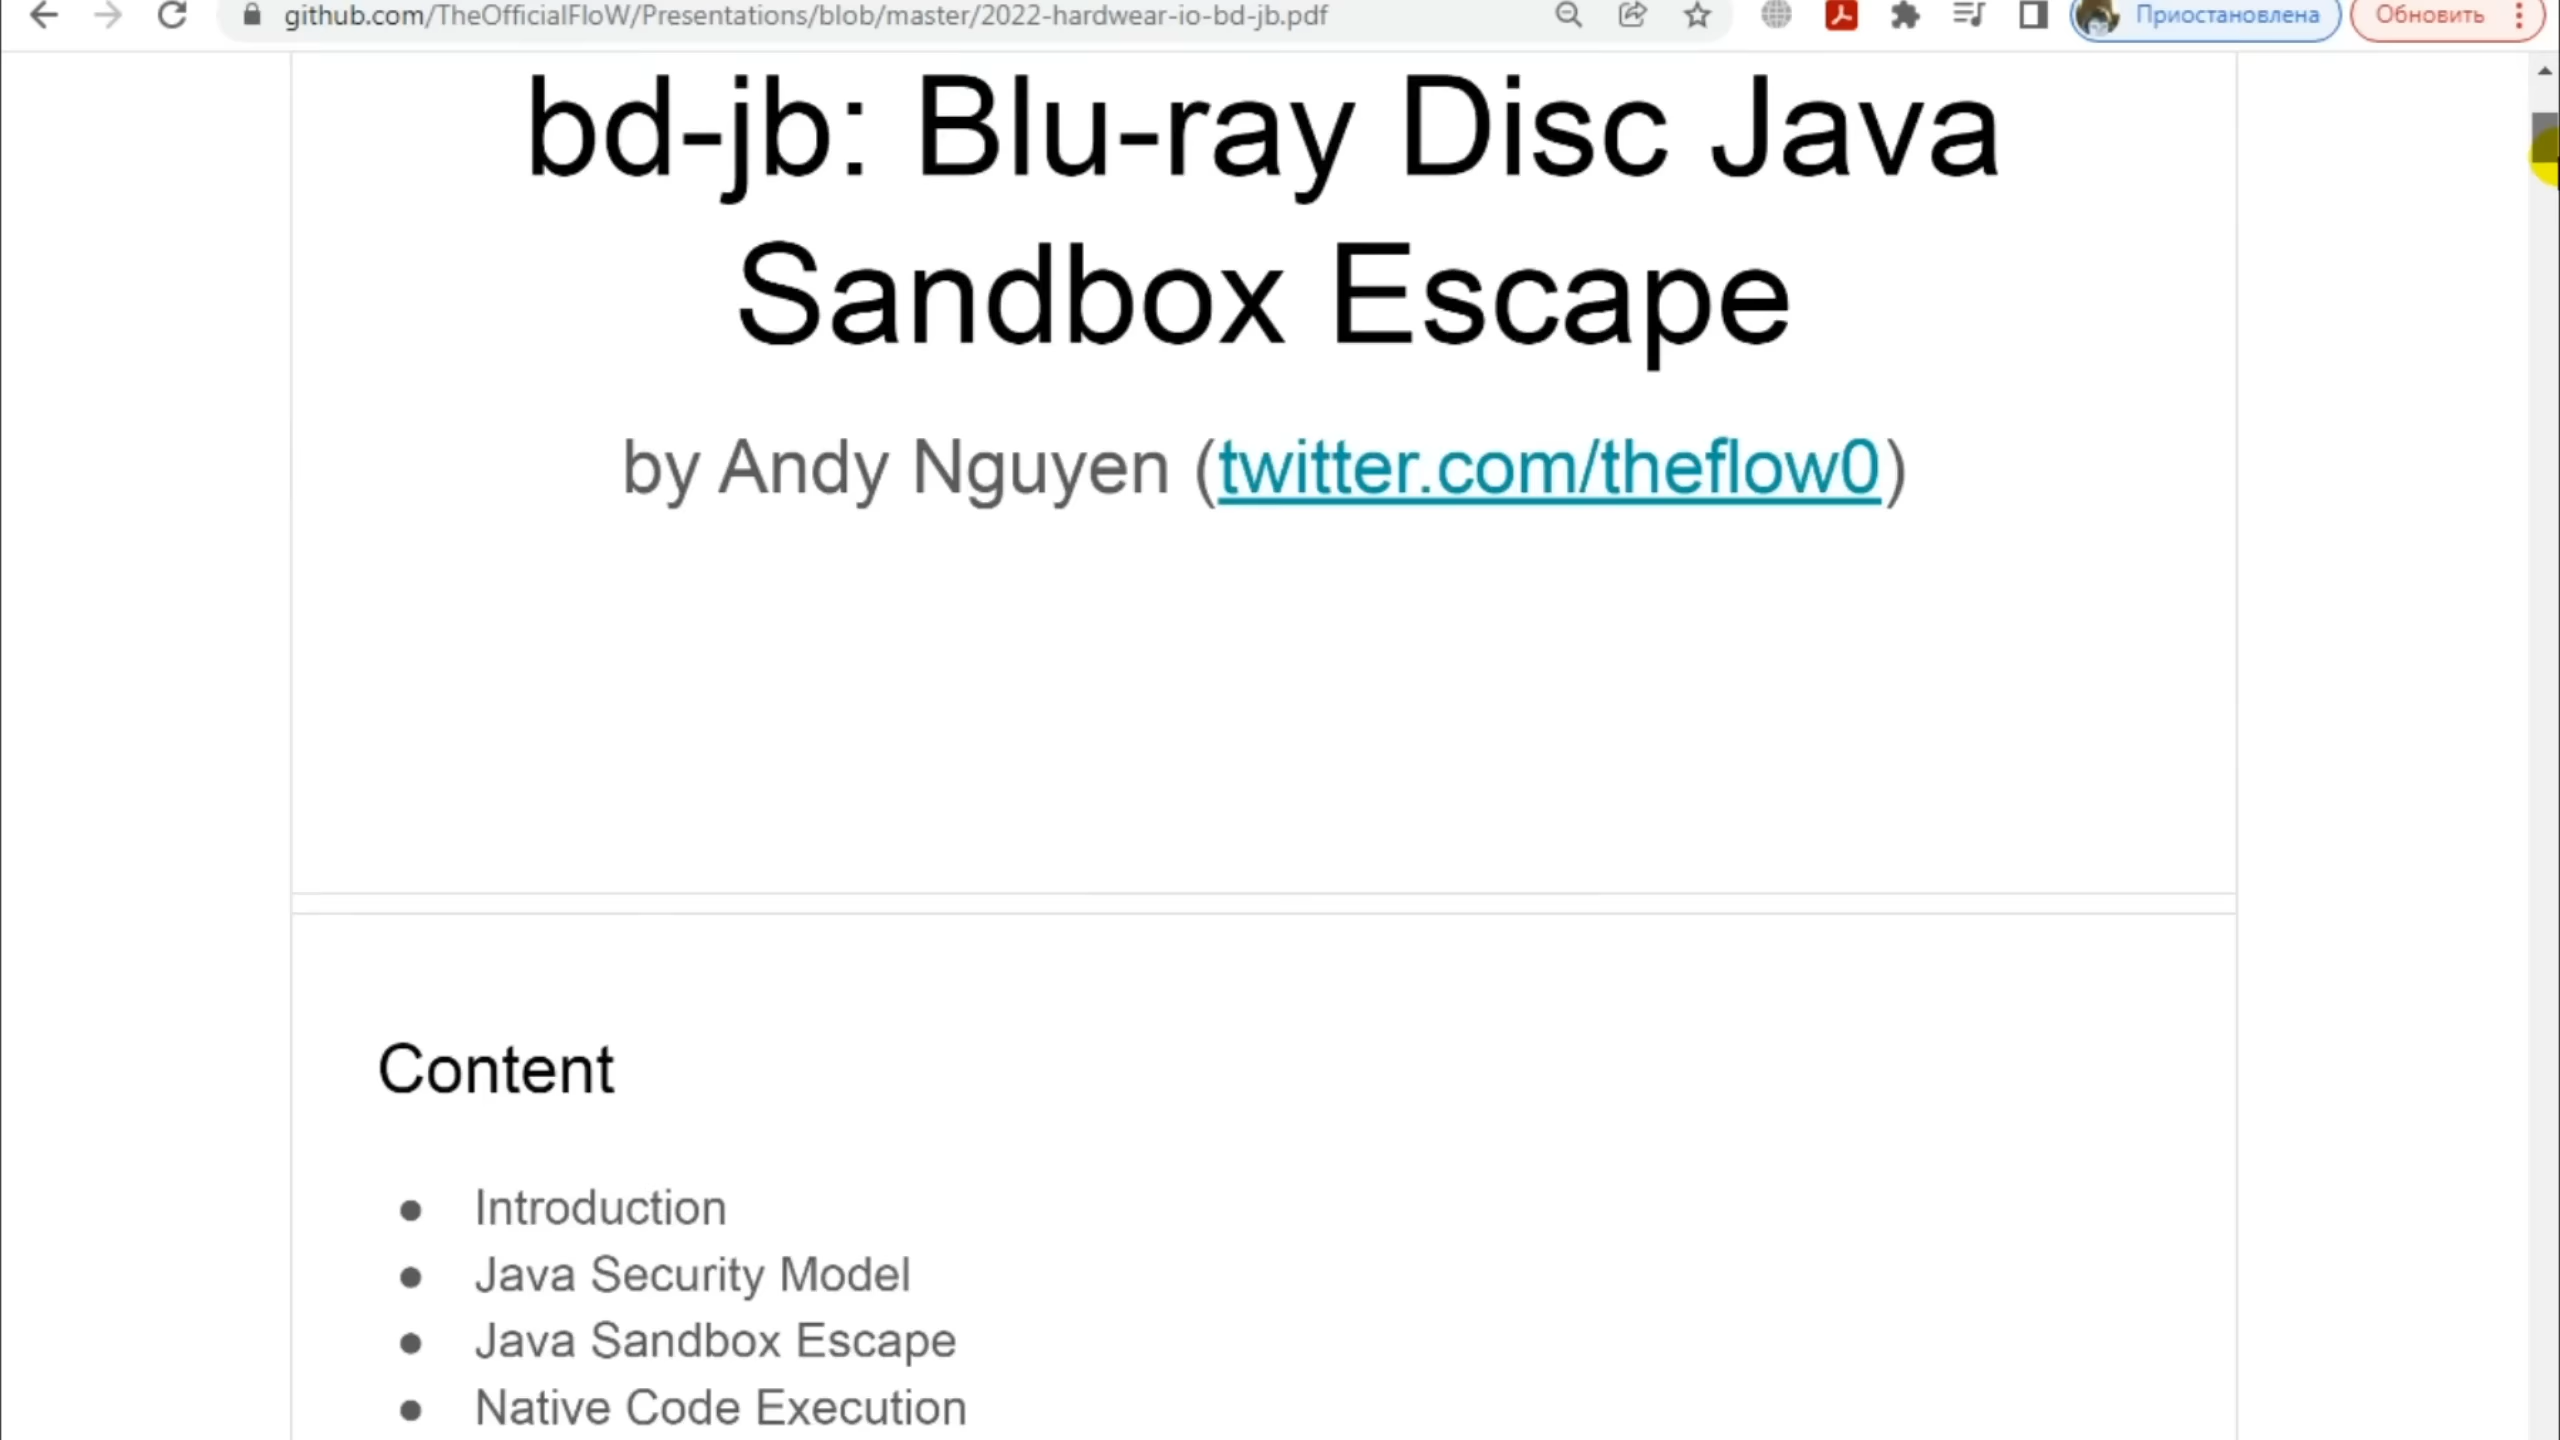 github.com/TheOfficialFloW/Presentations/blob/master/2022-hardwear-io-bd-jb.pdf
Приостановлена
Обновить
bd-jb: Blu-ray Disc Java
Sandbox Escape
by Andy Nguyen (twitter.com/theflow0)
Content
● Introduction
● Java Security Model
● Java Sandbox Escape
● Native Code Execution